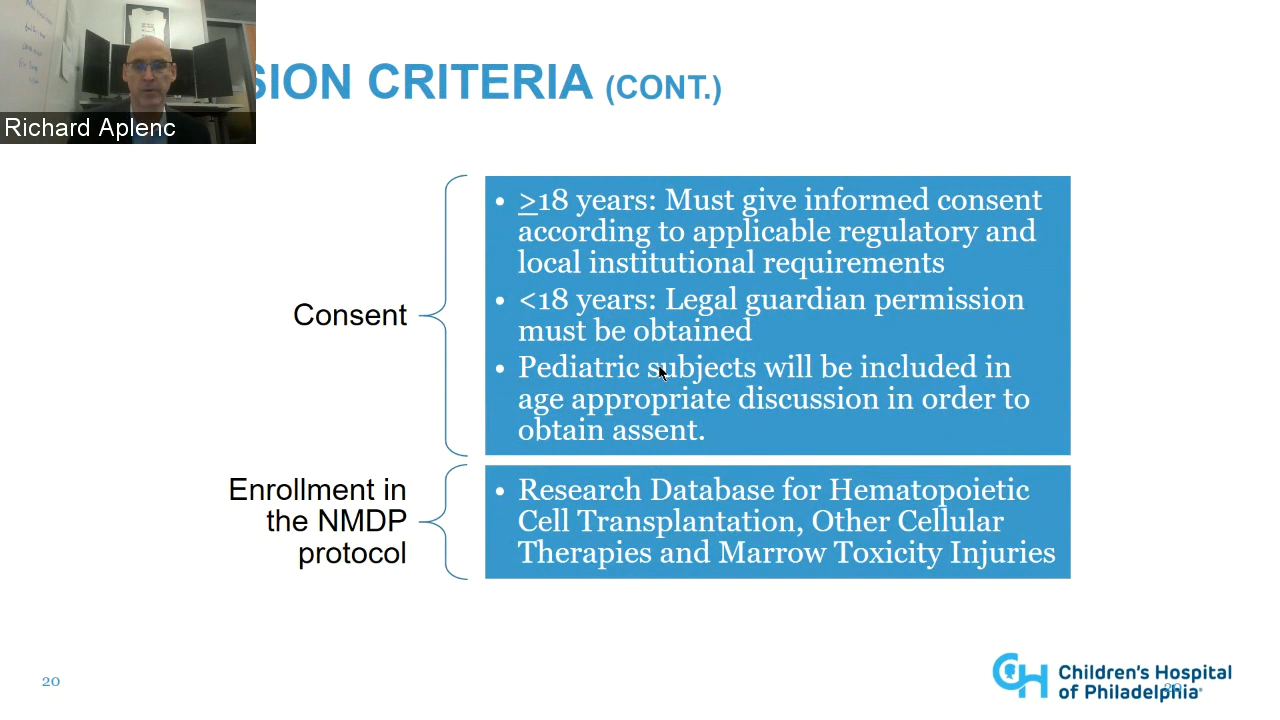 SION CRITERIA (CONT.)
Richard Aplenc
Consent
• >18 years: Must give informed consent
according to applicable regulatory and
local institutional requirements
• <18 years: Legal guardian permission
must be obtained
• Pediatric subjects will be included in
age appropriate discussion in order to
obtain assent.
Enrollment in
the NMDP
protocol
• Research Database for Hematopoietic
Cell Transplantation, Other Cellular
Therapies and Marrow Toxicity Injuries
20
CH
Children's Hospital
of Philadelphia
20